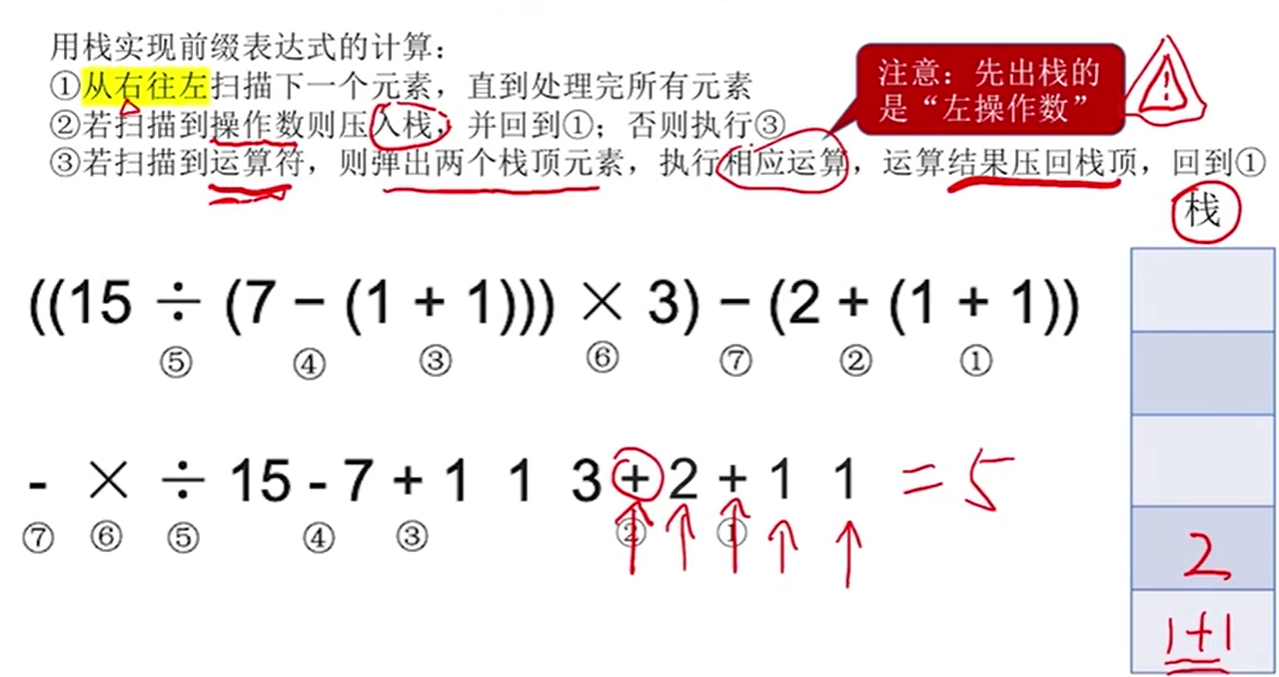 用栈实现前缀表达式的计算：
①从右往左扫描下一个元素，直到处理完所有元素
②若扫描到操作数则压入栈，并回到①；否则执行③
③若扫描到运算符，则弹出两个栈顶元素，执行相应运算，运算结果压回栈顶，回到①
注意：先出栈的
是“左操作数”
!
栈
((15 ÷ (7 − (1 + 1))) × 3) − (2 + (1 + 1))
⑤ ④ ③ ⑥ ⑦ ② ①
- × ÷ 15 - 7 + 1 1 3 + 2 + 1 1 = 5
⑦ ⑥ ⑤ ④ ③ ② ①
2
1+1